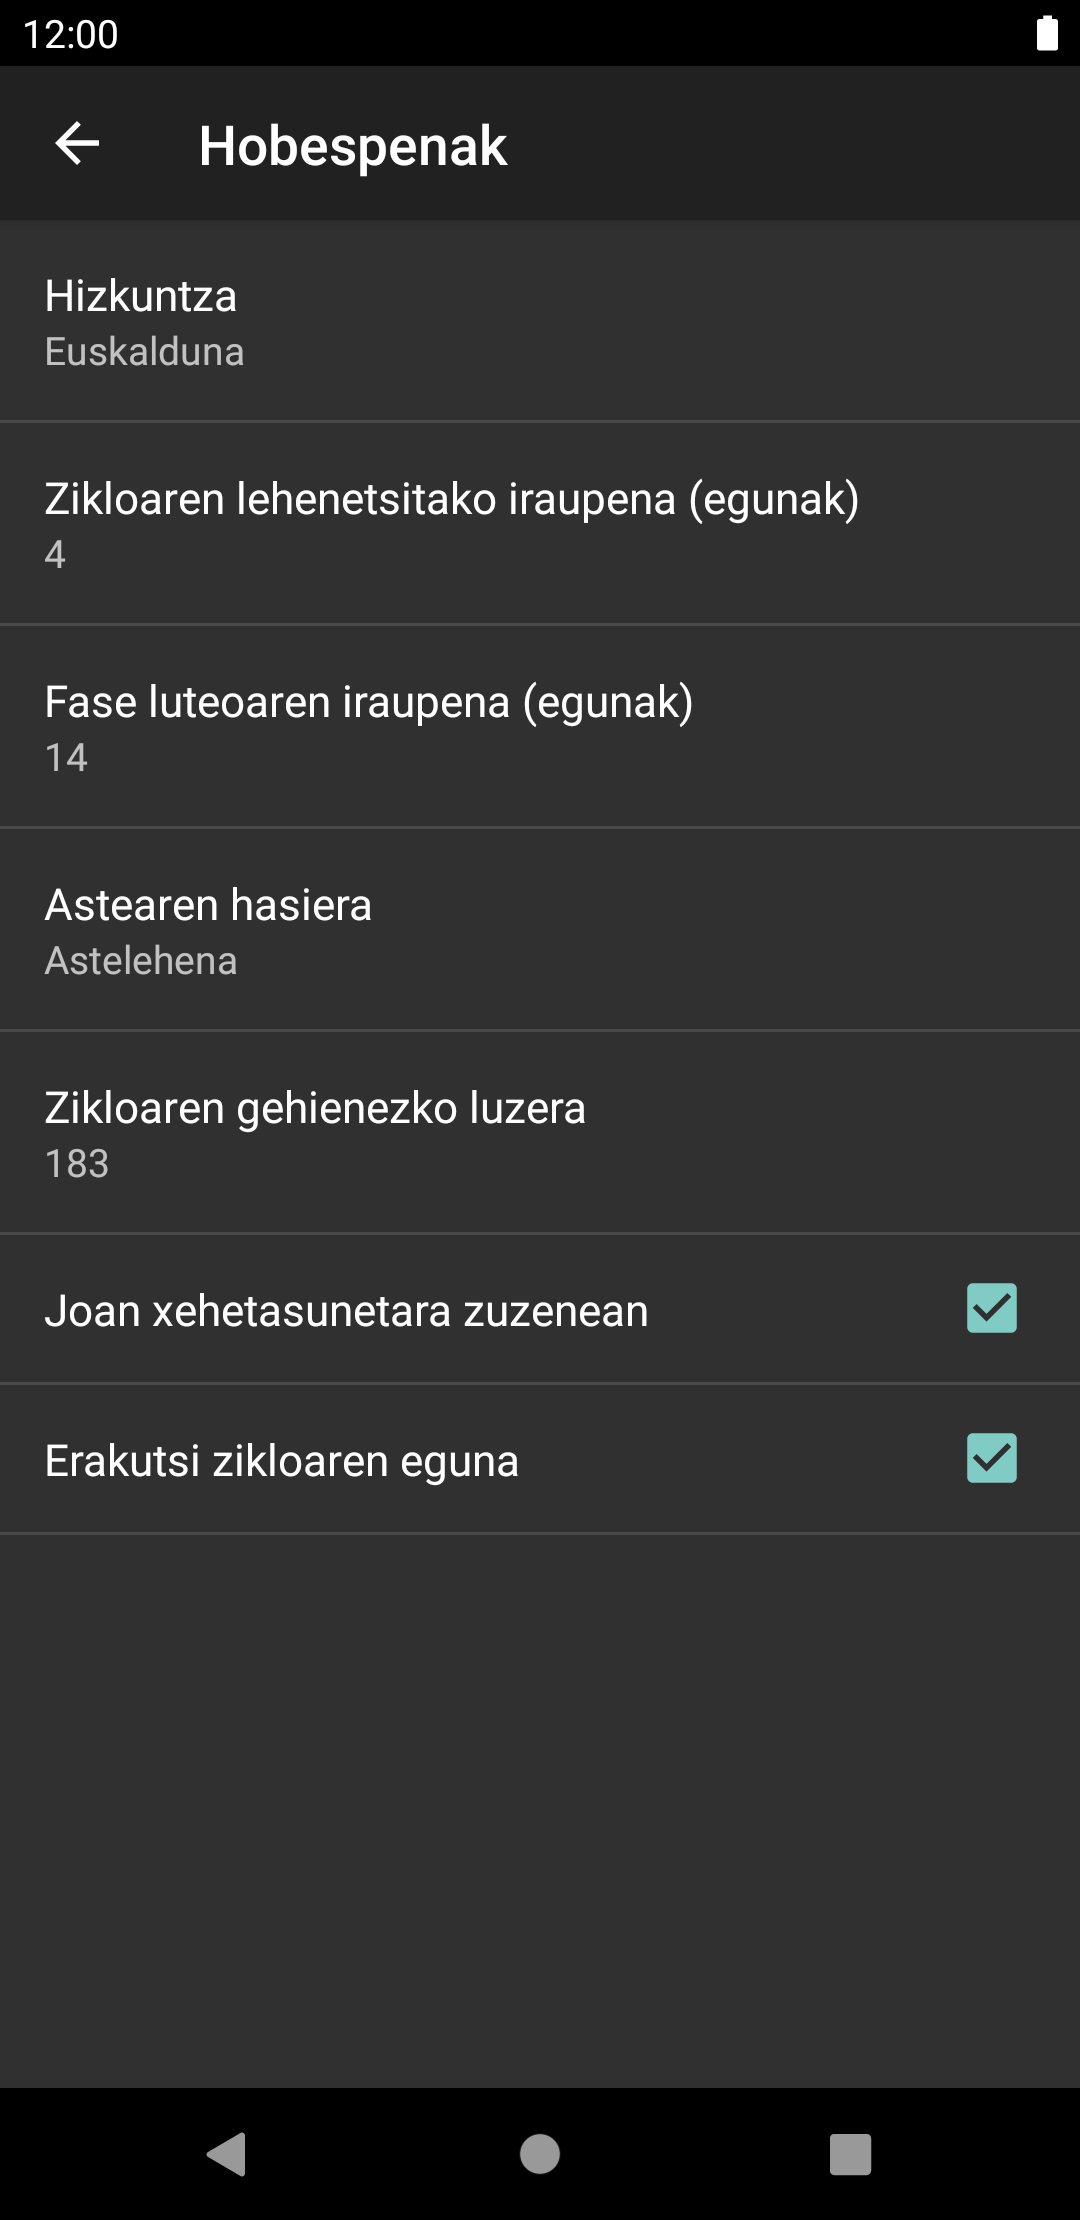 12:00
Hobespenak
Hizkuntza
Euskalduna
Zikloaren lehenetsitako iraupena (egunak)
4
Fase luteoaren iraupena (egunak)
14
Astearen hasiera
Astelehena
Zikloaren gehienezko luzera
183
Joan xehetasunetara zuzenean
Erakutsi zikloaren eguna